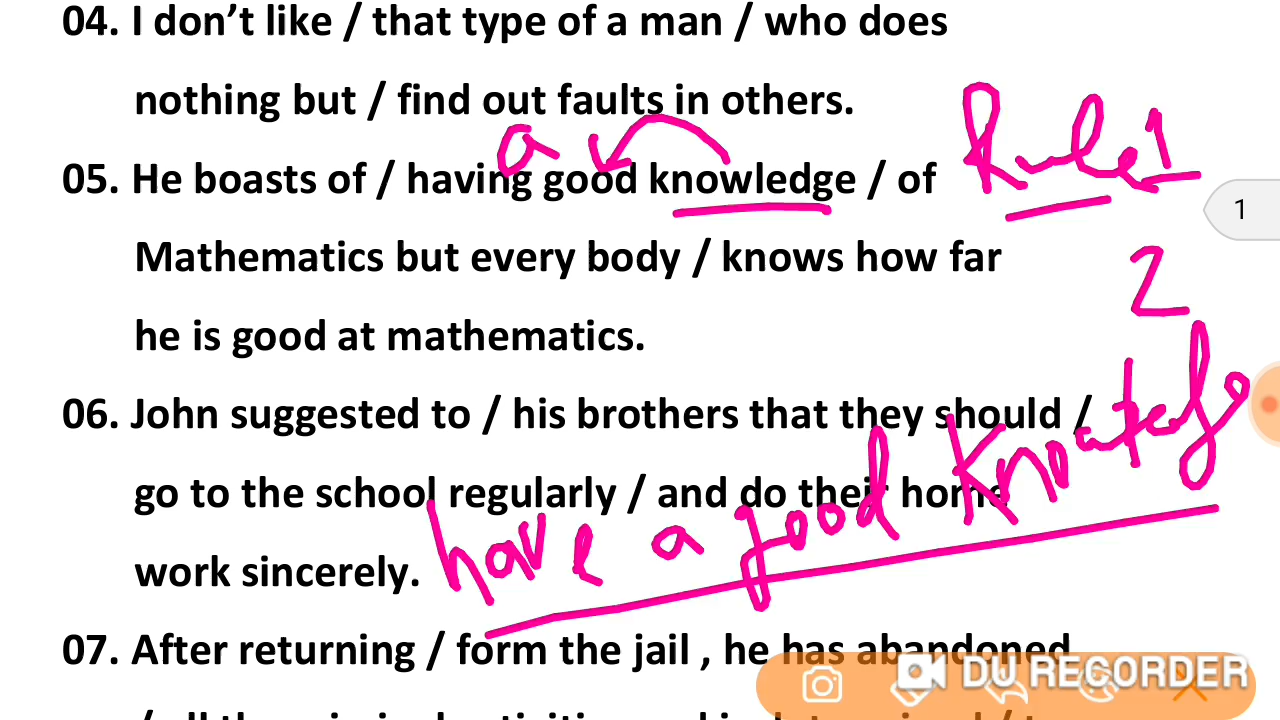 04. I don’t like / that type of a man / who does
nothing but / find out faults in others.
a
Rule 1
05. He boasts of / having good knowledge / of
1
Mathematics but every body / knows how far
2
he is good at mathematics.
06. John suggested to / his brothers that they should /
go to the school regularly / and do their home
have a good
work sincerely.
07. After returning / form the jail , he has abandoned
DU RECORDER